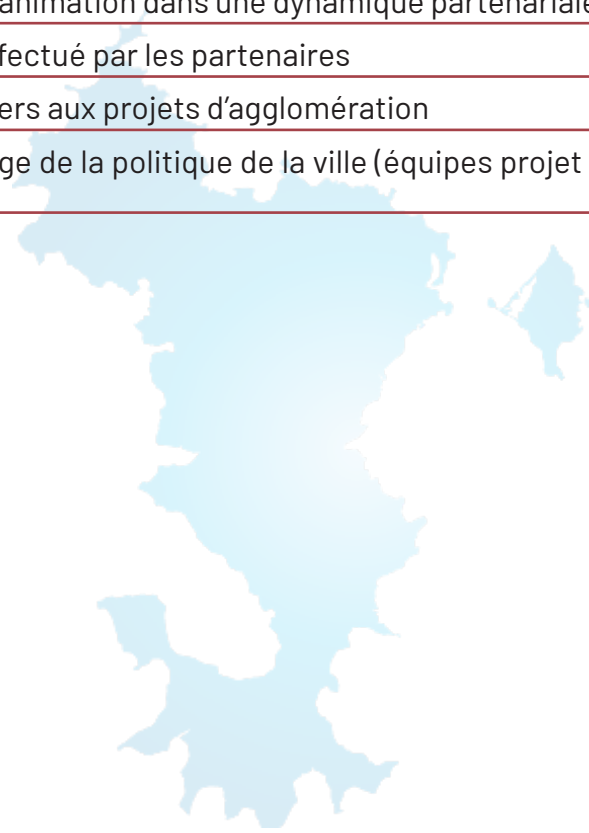 animation dans une dynamique partenariale
fectué par les partenaires
ers aux projets d’agglomération
ge de la politique de la ville (équipes projet